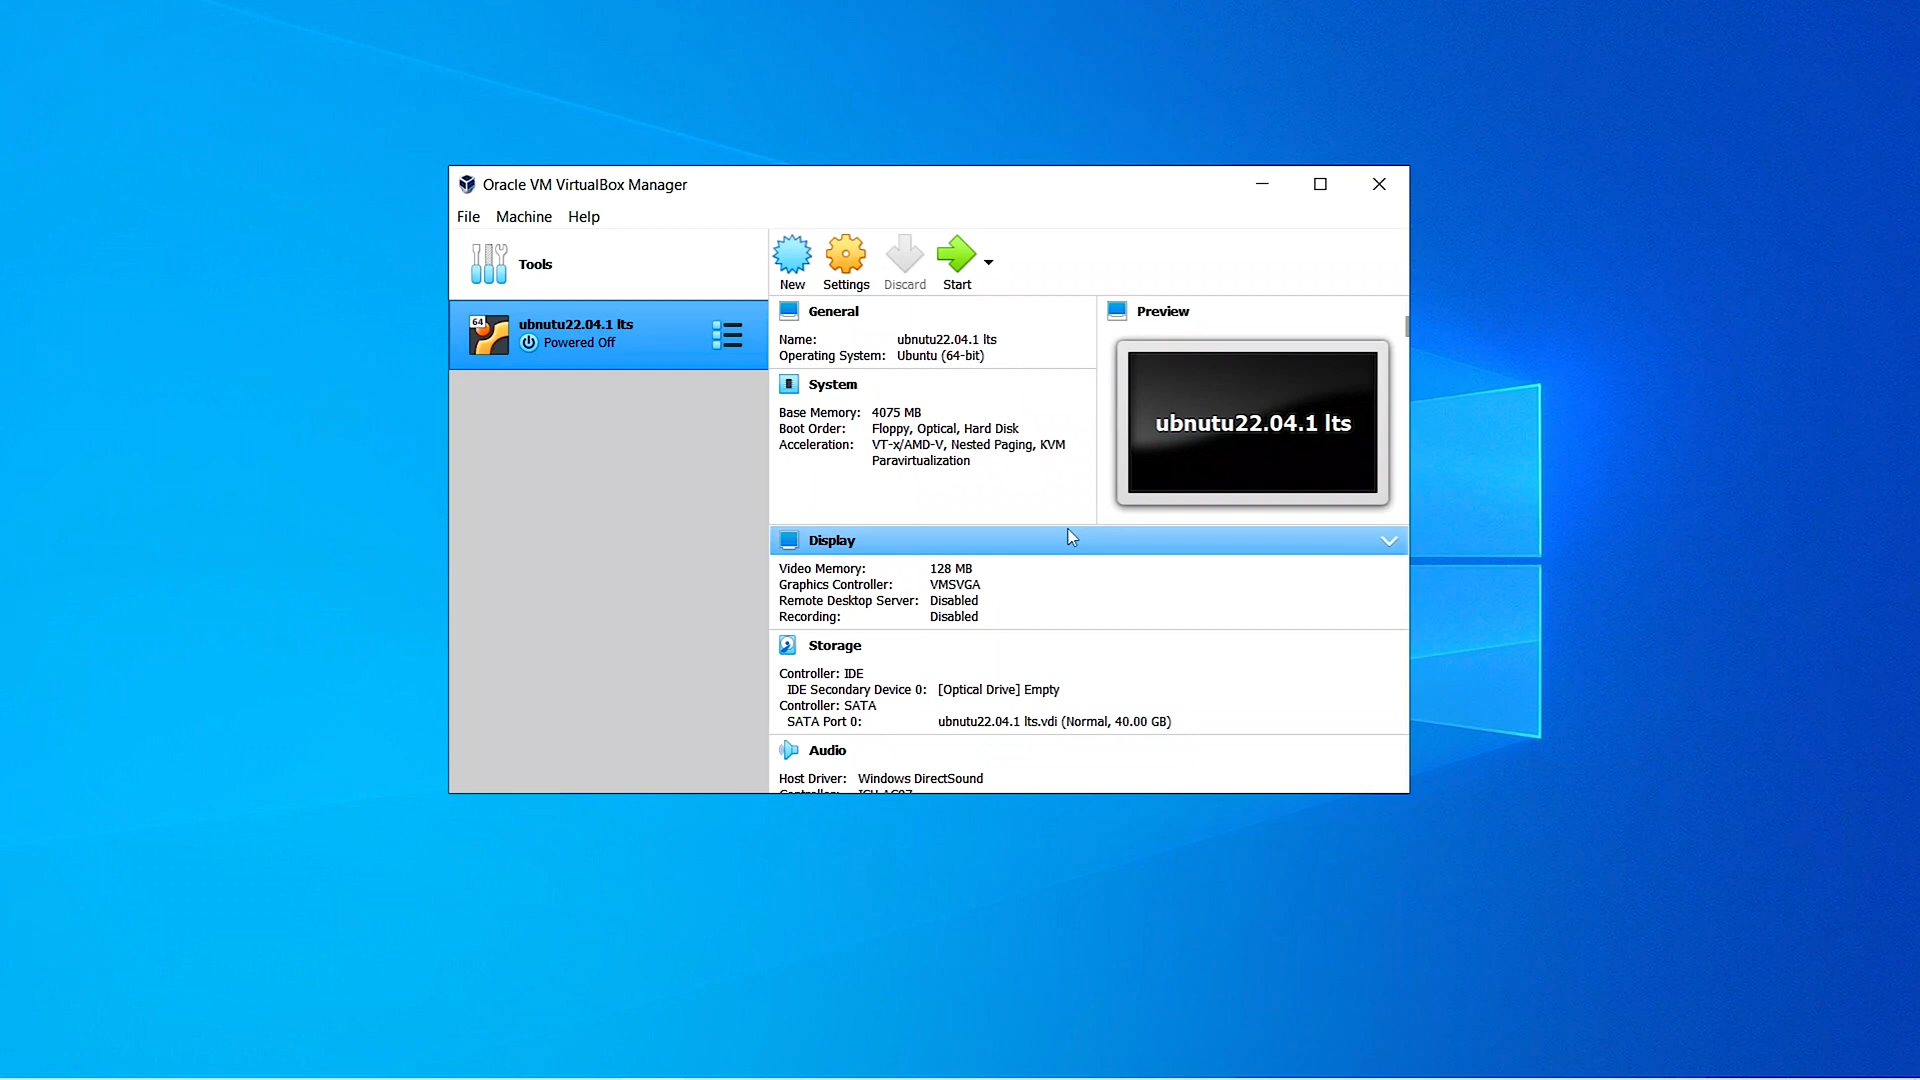 Oracle VM VirtualBox Manager
File Machine Help
Tools
New Settings Discard Start
64
ubnutu22.04.1 lts
Powered Off
General
Name: ubnutu22.04.1 lts
Operating System: Ubuntu (64-bit)
System
Base Memory: 4075 MB
Boot Order: Floppy, Optical, Hard Disk
Acceleration: VT-x/AMD-V, Nested Paging, KVM
Paravirtualization
Preview
ubnutu22.04.1 lts
Display
Video Memory: 128 MB
Graphics Controller: VMSVGA
Remote Desktop Server: Disabled
Recording: Disabled
Storage
Controller: IDE
IDE Secondary Device 0: [Optical Drive] Empty
Controller: SATA
SATA Port 0: ubnutu22.04.1 lts.vdi (Normal, 40.00 GB)
Audio
Host Driver: Windows DirectSound
Controller: ICH AC97